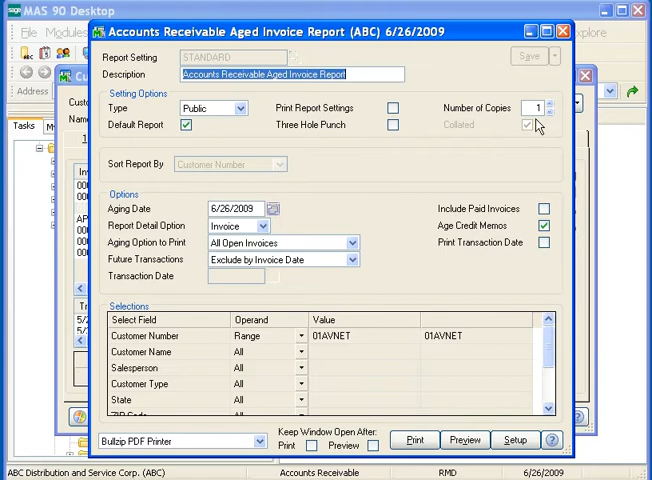 sage MAS 90 Desktop
File
Explore
Address
Tasks
Accounts Receivable Aged Invoice Report (ABC) 6/26/2009
Report Setting STANDARD Save
Description Accounts Receivable Aged Invoice Report
Setting Options
Type Public Print Report Settings Number of Copies 1
Default Report Three Hole Punch Collated
Sort Report By Customer Number
Options
Aging Date 6/26/2009 Include Paid Invoices
Report Detail Option Invoice Age Credit Memos
Aging Option to Print All Open Invoices Print Transaction Date
Future Transactions Exclude by Invoice Date
Transaction Date
Selections
Select Field Operand Value
Customer Number Range 01AVNET 01AVNET
Customer Name All
Salesperson All
Customer Type All
State All
ZIP Code All
Keep Window Open After:
Bullzip PDF Printer Print Preview Print Preview Setup
ABC Distribution and Service Corp. (ABC) Accounts Receivable RMD 6/26/2009